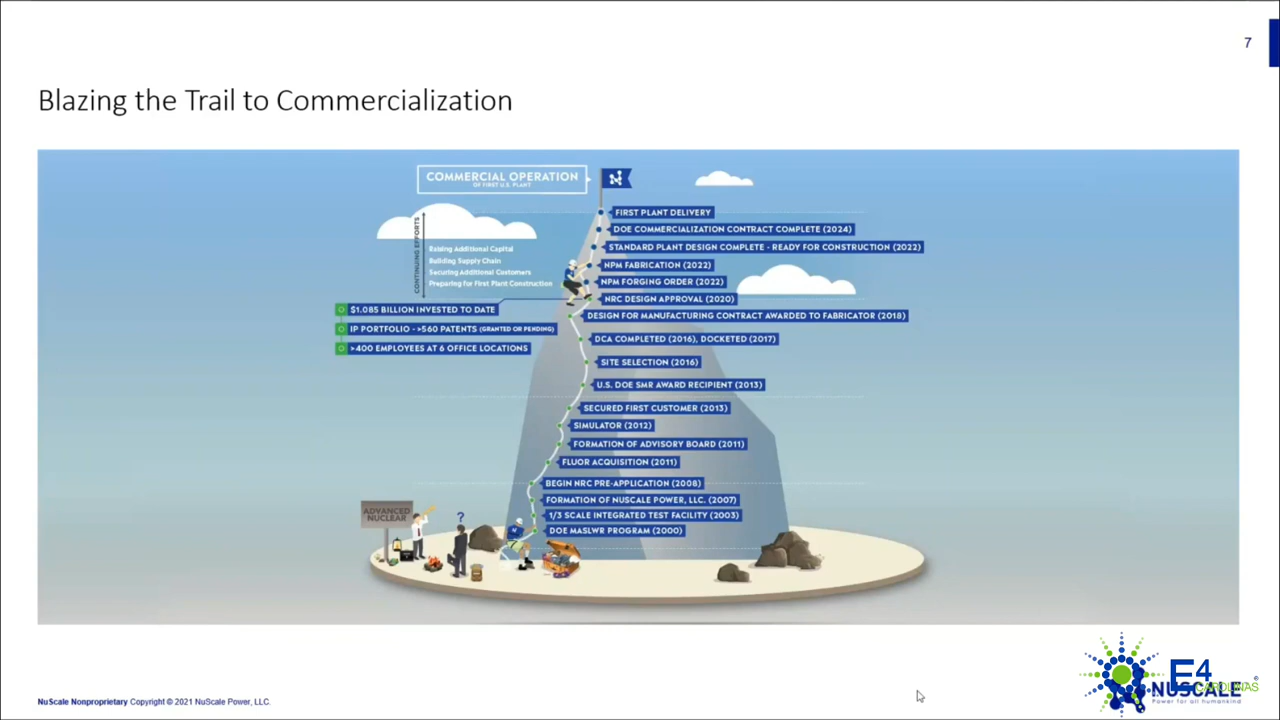 7
Blazing the Trail to Commercialization
COMMERCIAL OPERATION
OF FIRST U.S. PLANT
FIRST PLANT DELIVERY
DOE COMMERCIALIZATION CONTRACT COMPLETE (2024)
STANDARD PLANT DESIGN COMPLETE - READY FOR CONSTRUCTION (2022)
NPM FABRICATION (2022)
NPM FORGING ORDER (2022)
NRC DESIGN APPROVAL (2020)
DESIGN FOR MANUFACTURING CONTRACT AWARDED TO FABRICATOR (2018)
DCA COMPLETED (2016), DOCKETED (2017)
SITE SELECTION (2016)
U.S. DOE SMR AWARD RECIPIENT (2013)
SECURED FIRST CUSTOMER (2013)
SIMULATOR (2012)
FORMATION OF ADVISORY BOARD (2011)
FLUOR ACQUISITION (2011)
BEGIN NRC PRE-APPLICATION (2008)
FORMATION OF NUSCALE POWER, LLC. (2007)
1/3 SCALE INTEGRATED TEST FACILITY (2003)
DOE MASLWR PROGRAM (2000)
CONTINUING EFFORTS
Raising Additional Capital
Building Supply Chain
Securing Additional Customers
Preparing for First Plant Construction
$1.085 BILLION INVESTED TO DATE
IP PORTFOLIO - >560 PATENTS (GRANTED OR PENDING)
>400 EMPLOYEES AT 6 OFFICE LOCATIONS
ADVANCED
NUCLEAR
?
NuScale Nonproprietary Copyright © 2021 NuScale Power, LLC.
E4
CAROLINAS
NUSCALE
Power for all humankind